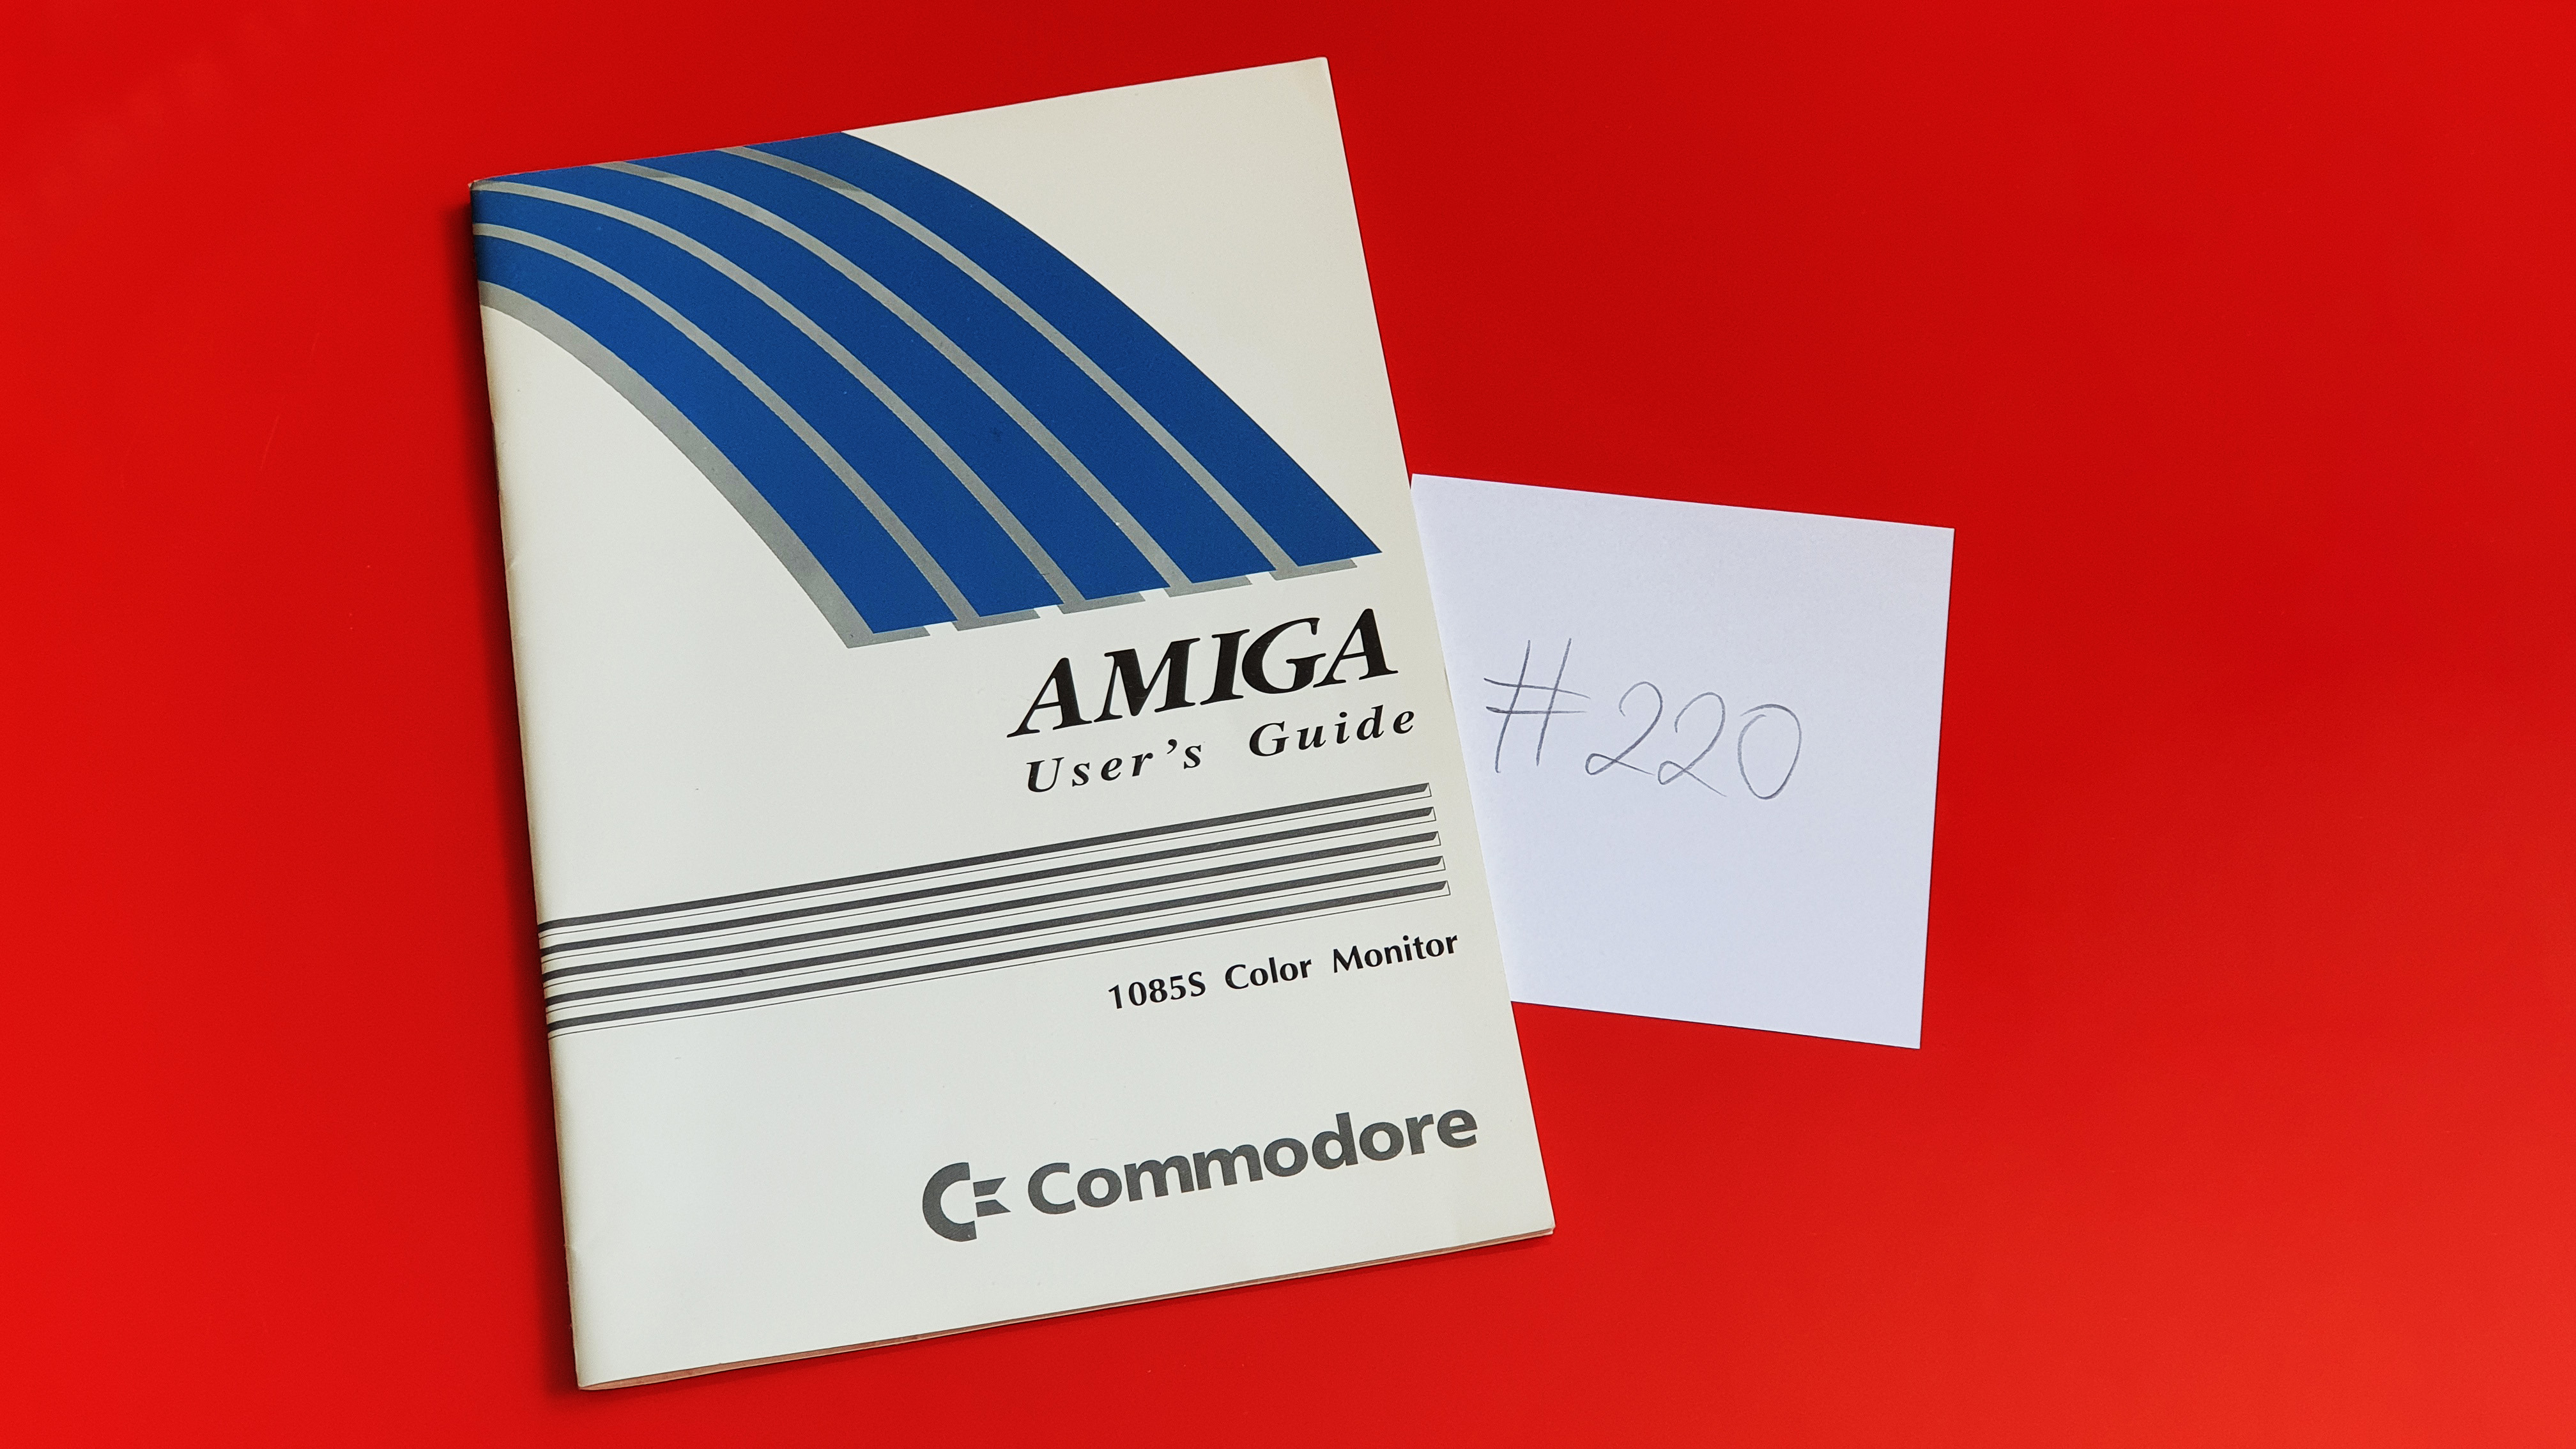 AMIGA
User's Guide
#220
1085S Color Monitor
Commodore